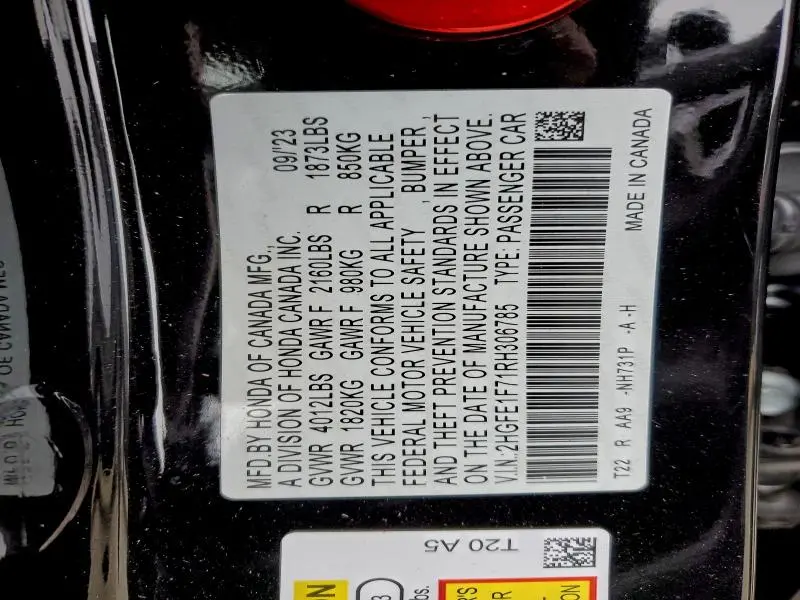 MFD.BY HONDA OF CANADA MFG.,
A DIVISION OF HONDA CANADA INC. 09/'23
GVWR 4012LBS GAWR F 2160LBS R 1873LBS
GVWR 1820KG GAWR F 980KG R 850KG
THIS VEHICLE CONFORMS TO ALL APPLICABLE
FEDERAL MOTOR VEHICLE SAFETY , BUMPER ,
AND THEFT PREVENTION STANDARDS IN EFFECT
ON THE DATE OF MANUFACTURE SHOWN ABOVE.
V.I.N.:2HGFE1F71RH306785 TYPE: PASSENGER CAR
T22 R AA9 -NH731P -A -H MADE IN CANADA
T20 A5